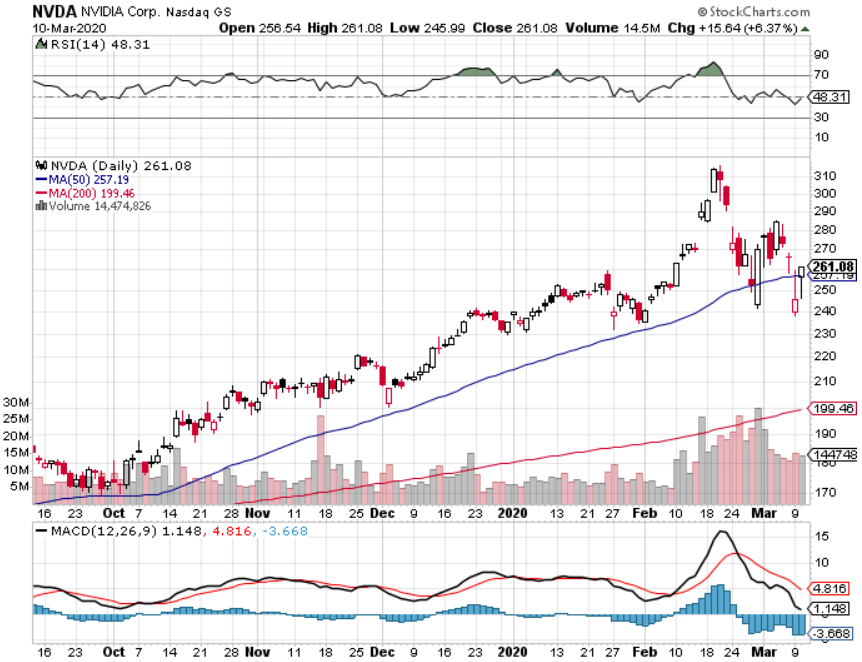 NVDA NVIDIA Corp. Nasdaq GS © StockCharts.com
10-Mar-2020 Open 256.54 High 261.08 Low 245.99 Close 261.08 Volume 14.5M Chg +15.64 (+6.37%)
RSI(14) 48.31
90
70
48.31
30
10
NVDA (Daily) 261.08
MA(50) 257.19
MA(200) 199.46
Volume 14,474,826
310
300
290
280
270
261.08
257.19
250
240
230
220
210
199.46
190
180
170
30M
25M
20M
15M
10M
5M
144748
16 23 Oct 7 14 21 28 Nov 11 18 25 Dec 9 16 23 2020 13 21 27 Feb 10 18 24 Mar 9
MACD(12,26,9) 1.148, 4.816, -3.668
15
10
4.816
1.148
-3.668
16 23 Oct 7 14 21 28 Nov 11 18 25 Dec 9 16 23 2020 13 21 27 Feb 10 18 24 Mar 9